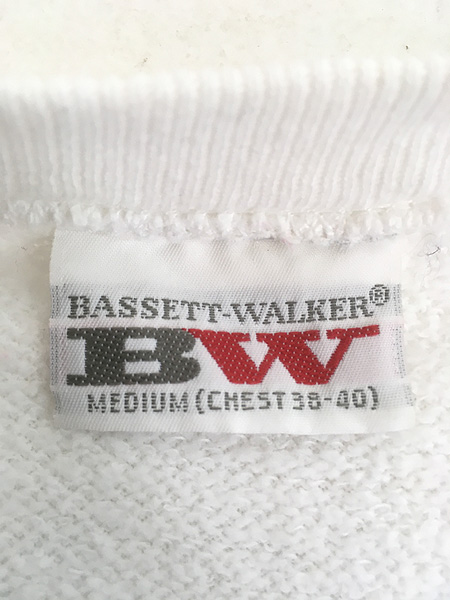 BASSETT-WALKER®
BW
MEDIUM (CHEST 38-40)